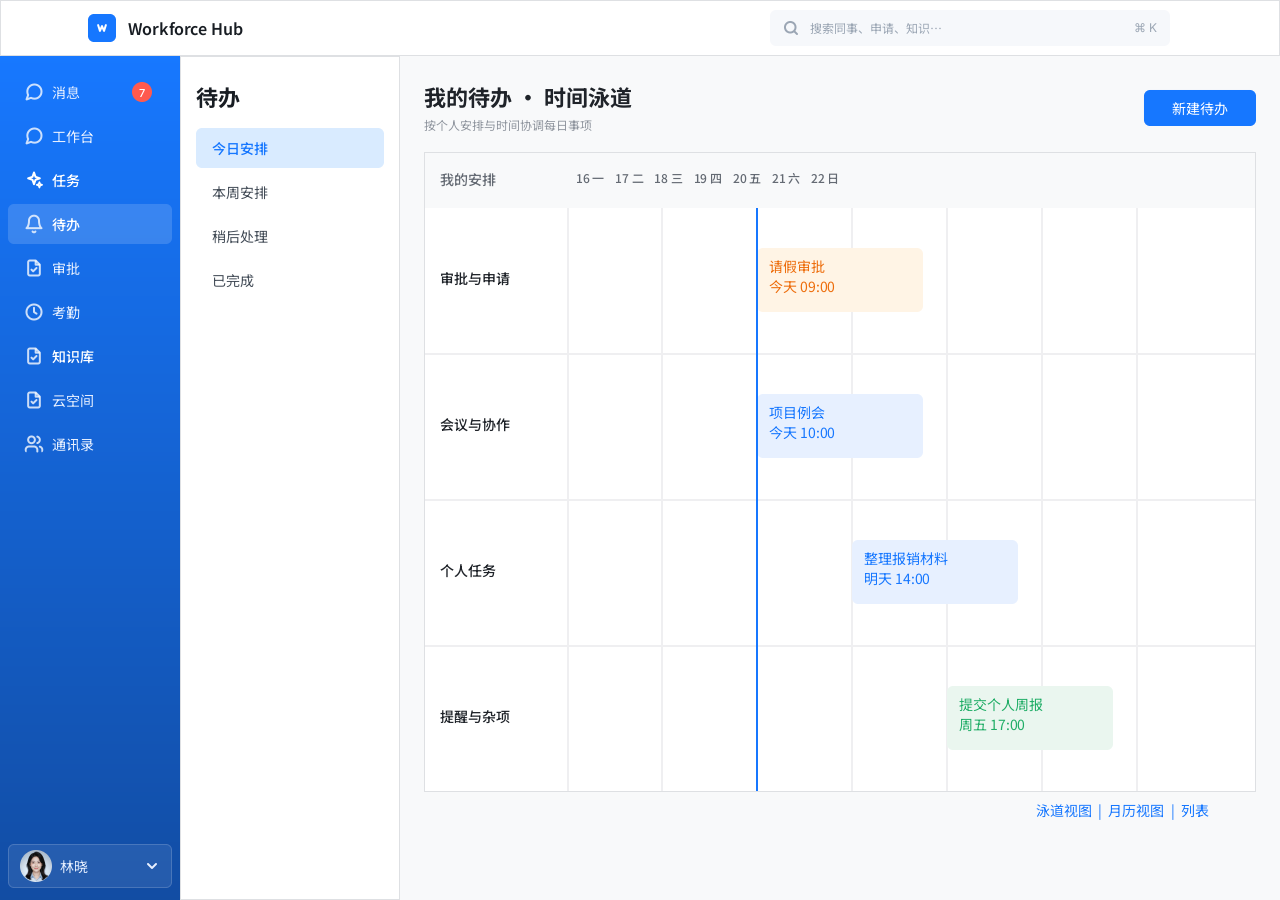 Workforce Hub
搜索同事、申请、知识…
⌘ K
消息
7
工作台
任务
待办
审批
考勤
知识库
云空间
通讯录
林晓
待办
今日安排
本周安排
稍后处理
已完成
我的待办 · 时间泳道
按个人安排与时间协调每日事项
新建待办
我的安排
16 一 17 二 18 三 19 四 20 五 21 六 22 日
审批与申请
请假审批
今天 09:00
会议与协作
项目例会
今天 10:00
个人任务
整理报销材料
明天 14:00
提醒与杂项
提交个人周报
周五 17:00
泳道视图 | 月历视图 | 列表